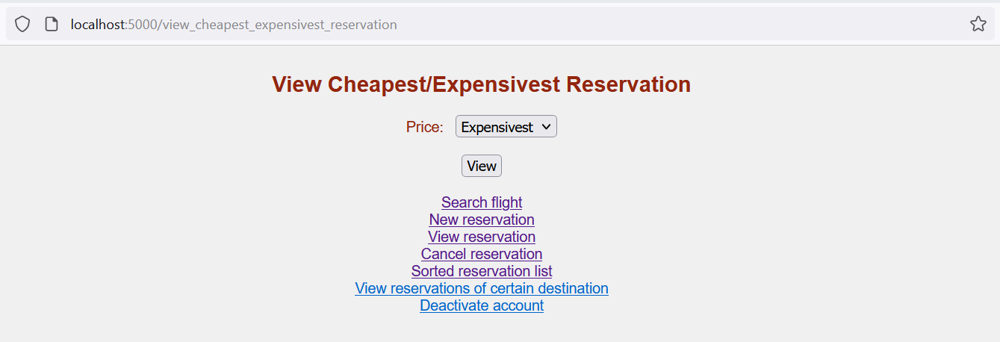 localhost:5000/view_cheapest_expensivest_reservation
View Cheapest/Expensivest Reservation
Price: Expensivest
View
Search flight
New reservation
View reservation
Cancel reservation
Sorted reservation list
View reservations of certain destination
Deactivate account